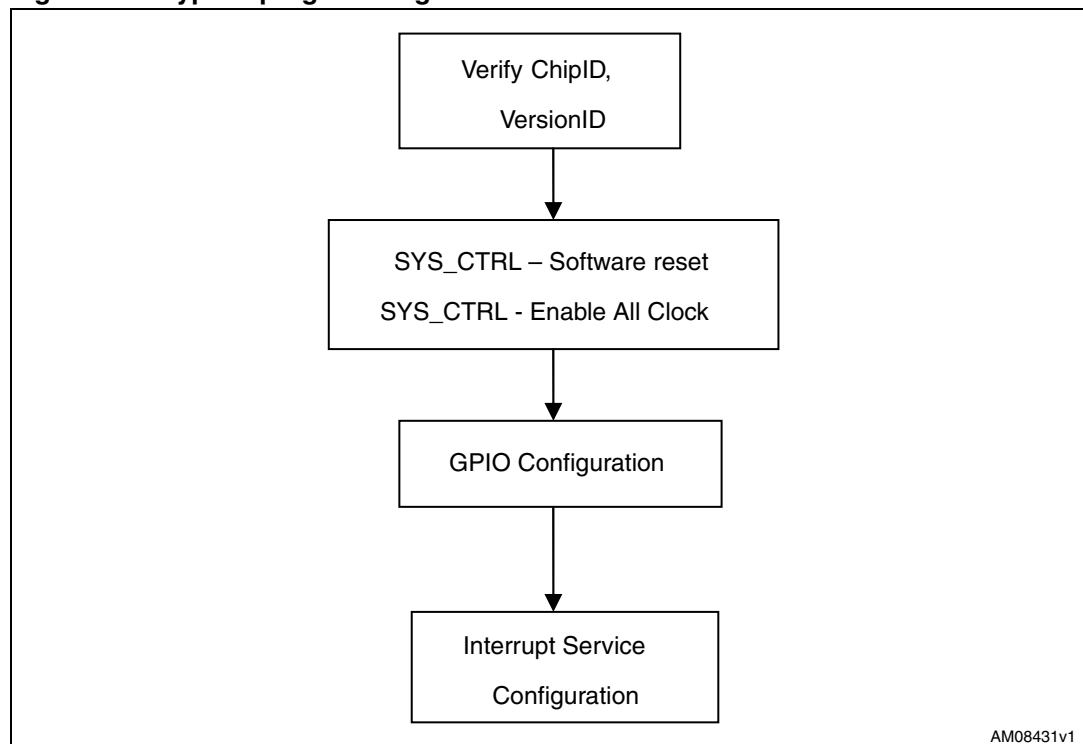 Verify ChipID,
VersionID
SYS_CTRL – Software reset
SYS_CTRL - Enable All Clock
GPIO Configuration
Interrupt Service
Configuration
AM08431v1